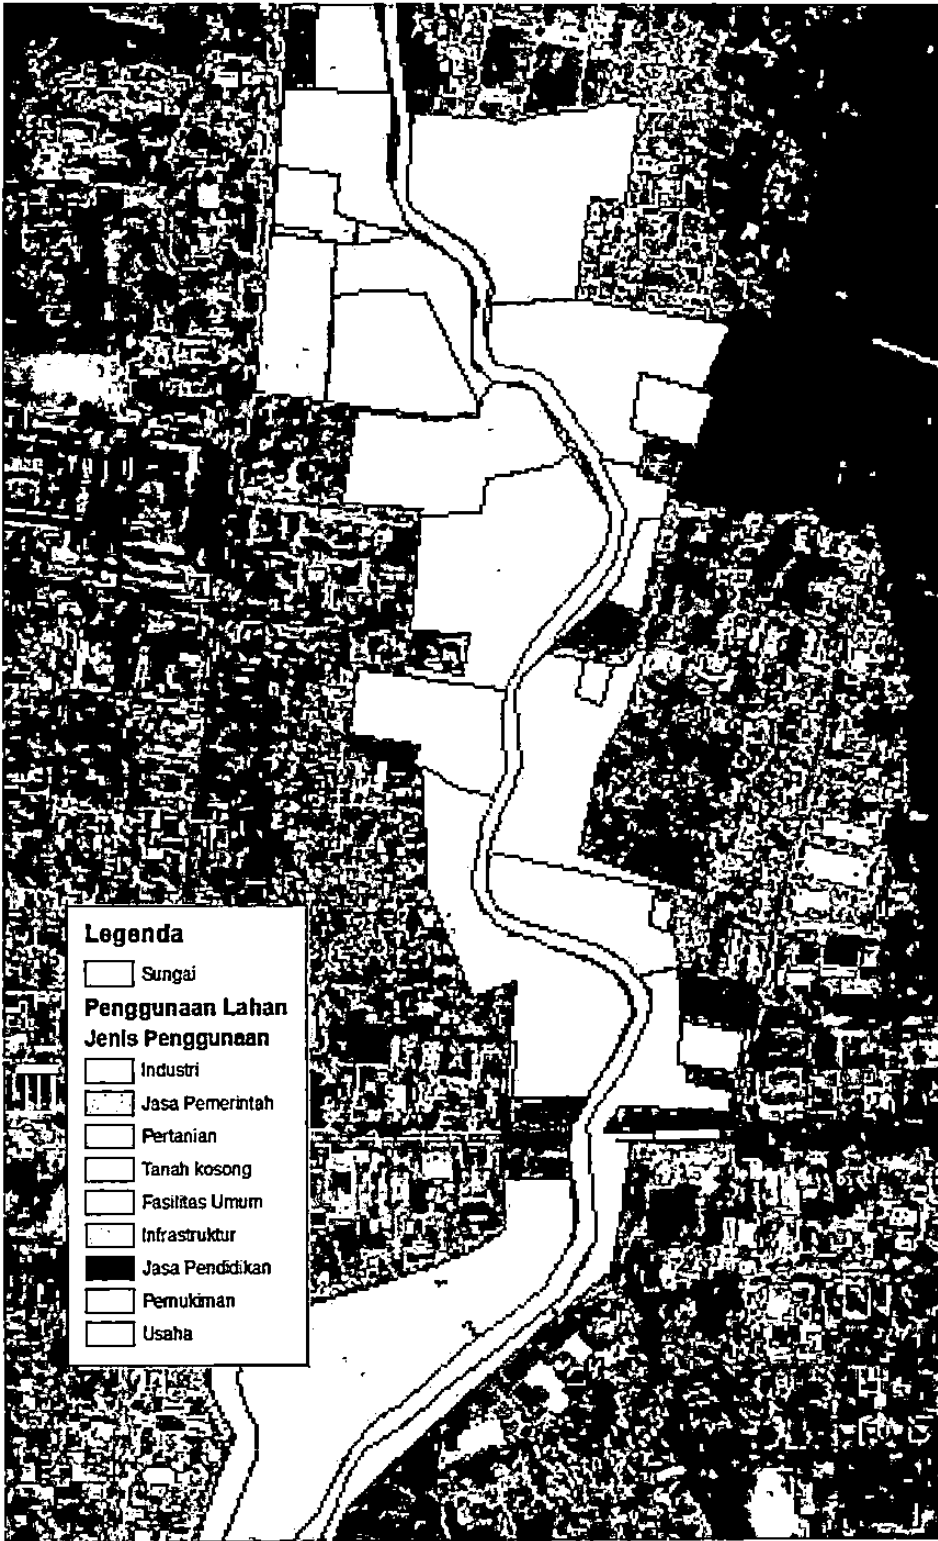 Legenda
Sungai
Penggunaan Lahan
Jenis Penggunaan
Industri
Jasa Pemerintah
Pertanian
Tanah kosong
Fasilitas Umum
Infrastruktur
Jasa Pendidikan
Pemukiman
Usaha